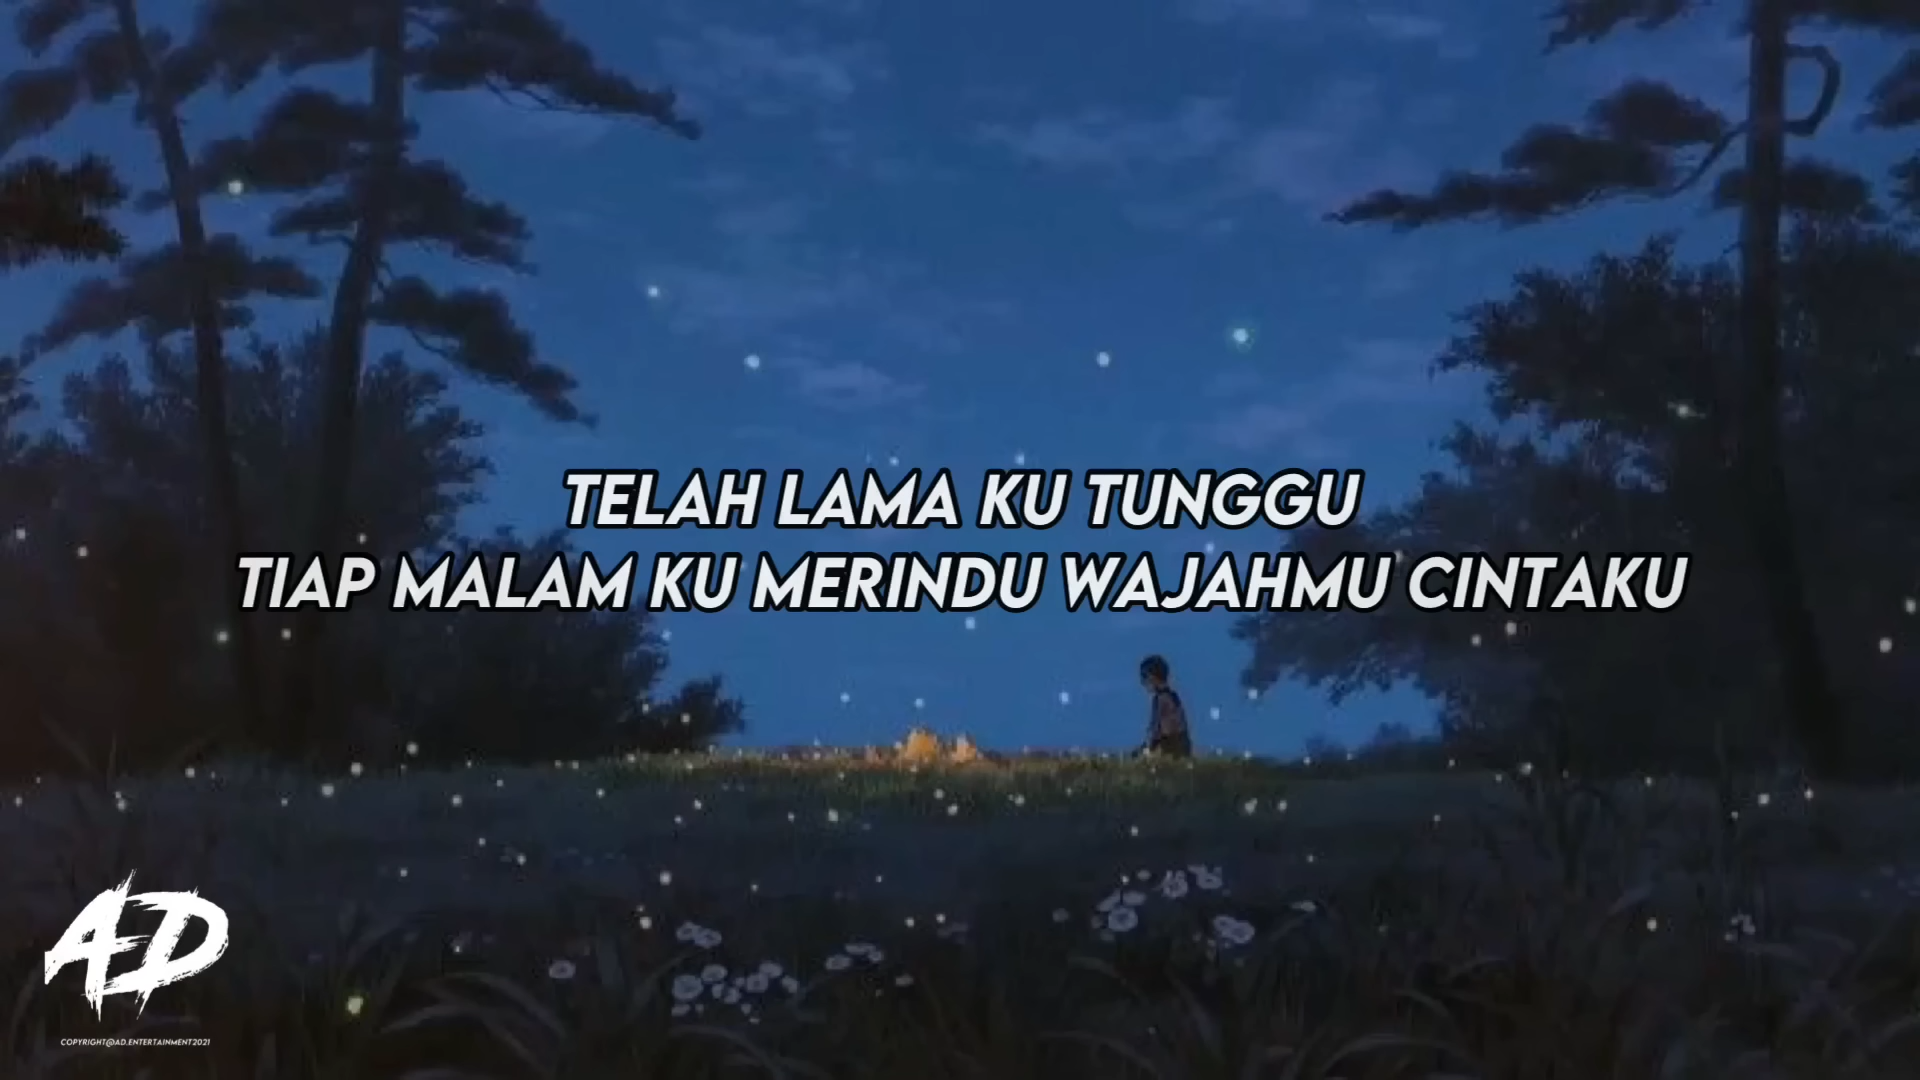 TELAH LAMA KU TUNGGU
TIAP MALAM KU MERINDU WAJAHMU CINTAKU
AD
COPYRIGHT@AD.ENTERTAINMENT2021